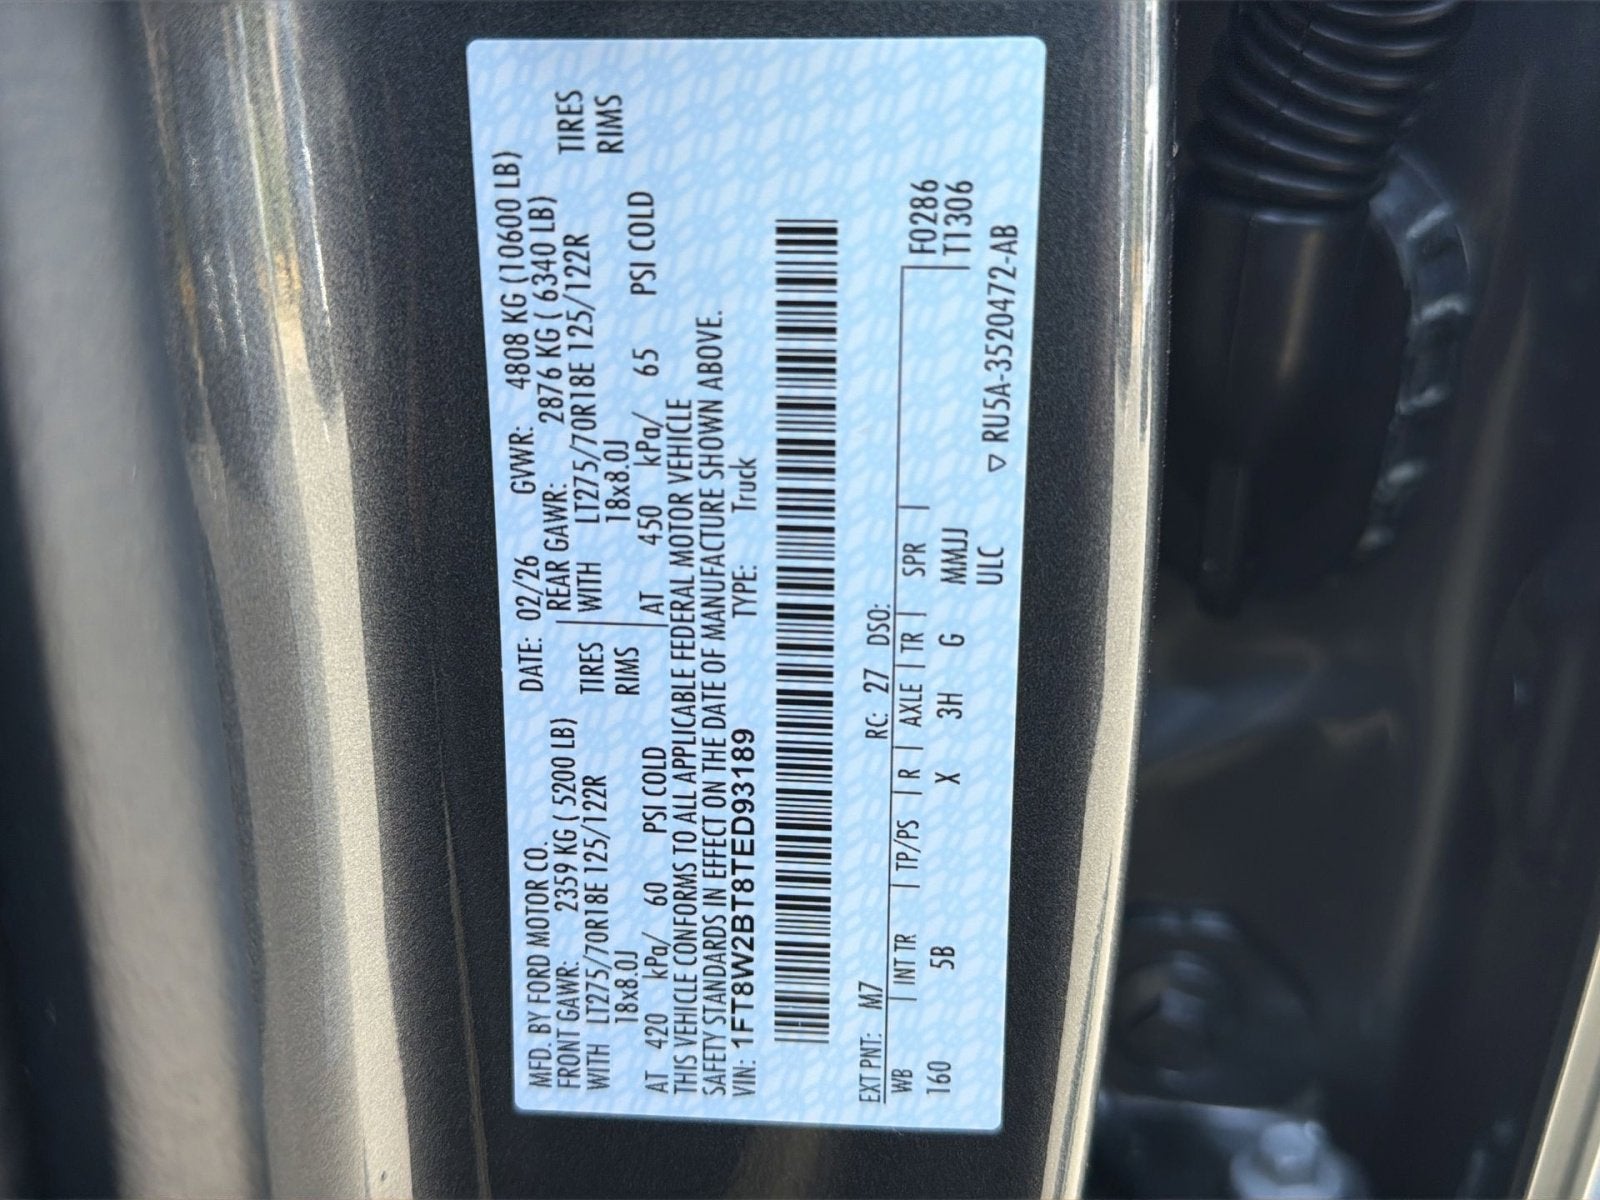 MFD. BY FORD MOTOR CO. DATE: 02/26 GVWR: 4808 KG (10600 LB)
FRONT GAWR: 2359 KG ( 5200 LB) REAR GAWR: 2876 KG ( 6340 LB)
WITH LT275/70R18E 125/122R TIRES WITH LT275/70R18E 125/122R TIRES
18x8.0J RIMS 18x8.0J RIMS
AT 420 kPa/ 60 PSI COLD AT 450 kPa/ 65 PSI COLD
THIS VEHICLE CONFORMS TO ALL APPLICABLE FEDERAL MOTOR VEHICLE
SAFETY STANDARDS IN EFFECT ON THE DATE OF MANUFACTURE SHOWN ABOVE.
VIN: 1FT8W2BT8TED93189 TYPE: Truck
EXT PNT: M7 RC: 27 DSO:
WB | INT TR | TP/PS | R | AXLE | TR | SPR | F0286
160 5B X 3H G MMJJ T1306
ULC ▽ RU5A-3520472-AB